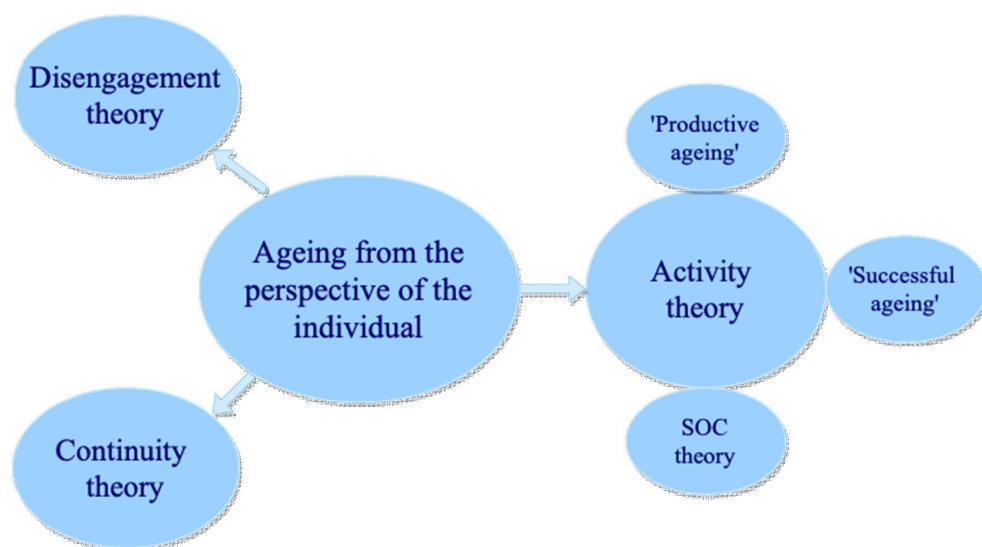 Disengagement
theory
'Productive
ageing'
Ageing from the
perspective of the
individual
Activity
theory
'Successful
ageing'
Continuity
theory
SOC
theory